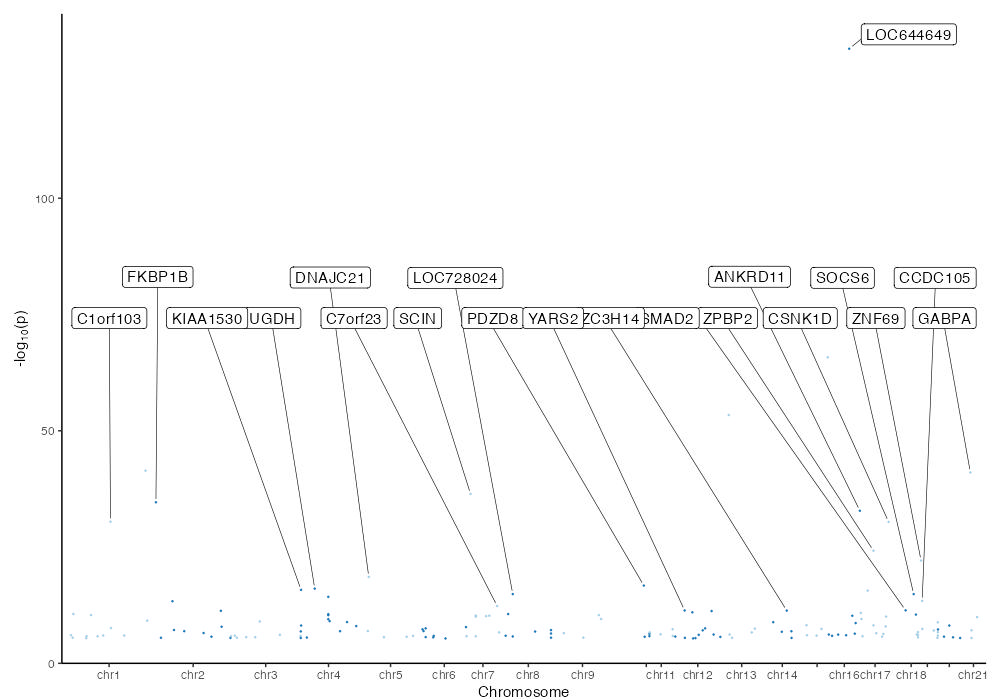 LOC644649
100
FKBP1B DNAJC21 LOC728024 ANKRD11 SOCS6 CCDC105
C1orf103 KIAA1530 UGDH C7orf23 SCIN PDZD8 YARS2 ZC3H14 SMAD2 ZPBP2 CSNK1D ZNF69 GABPA
-log10(p)
50
0
chr1 chr2 chr3 chr4 chr5 chr6 chr7 chr8 chr9 chr11 chr12 chr13 chr14 chr16 chr17 chr18 chr21
Chromosome